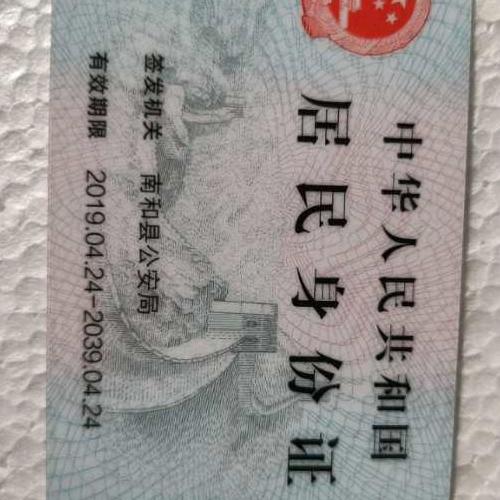 中华人民共和国
居民身份证
签发机关 南和县公安局
有效期限 2019.04.24-2039.04.24